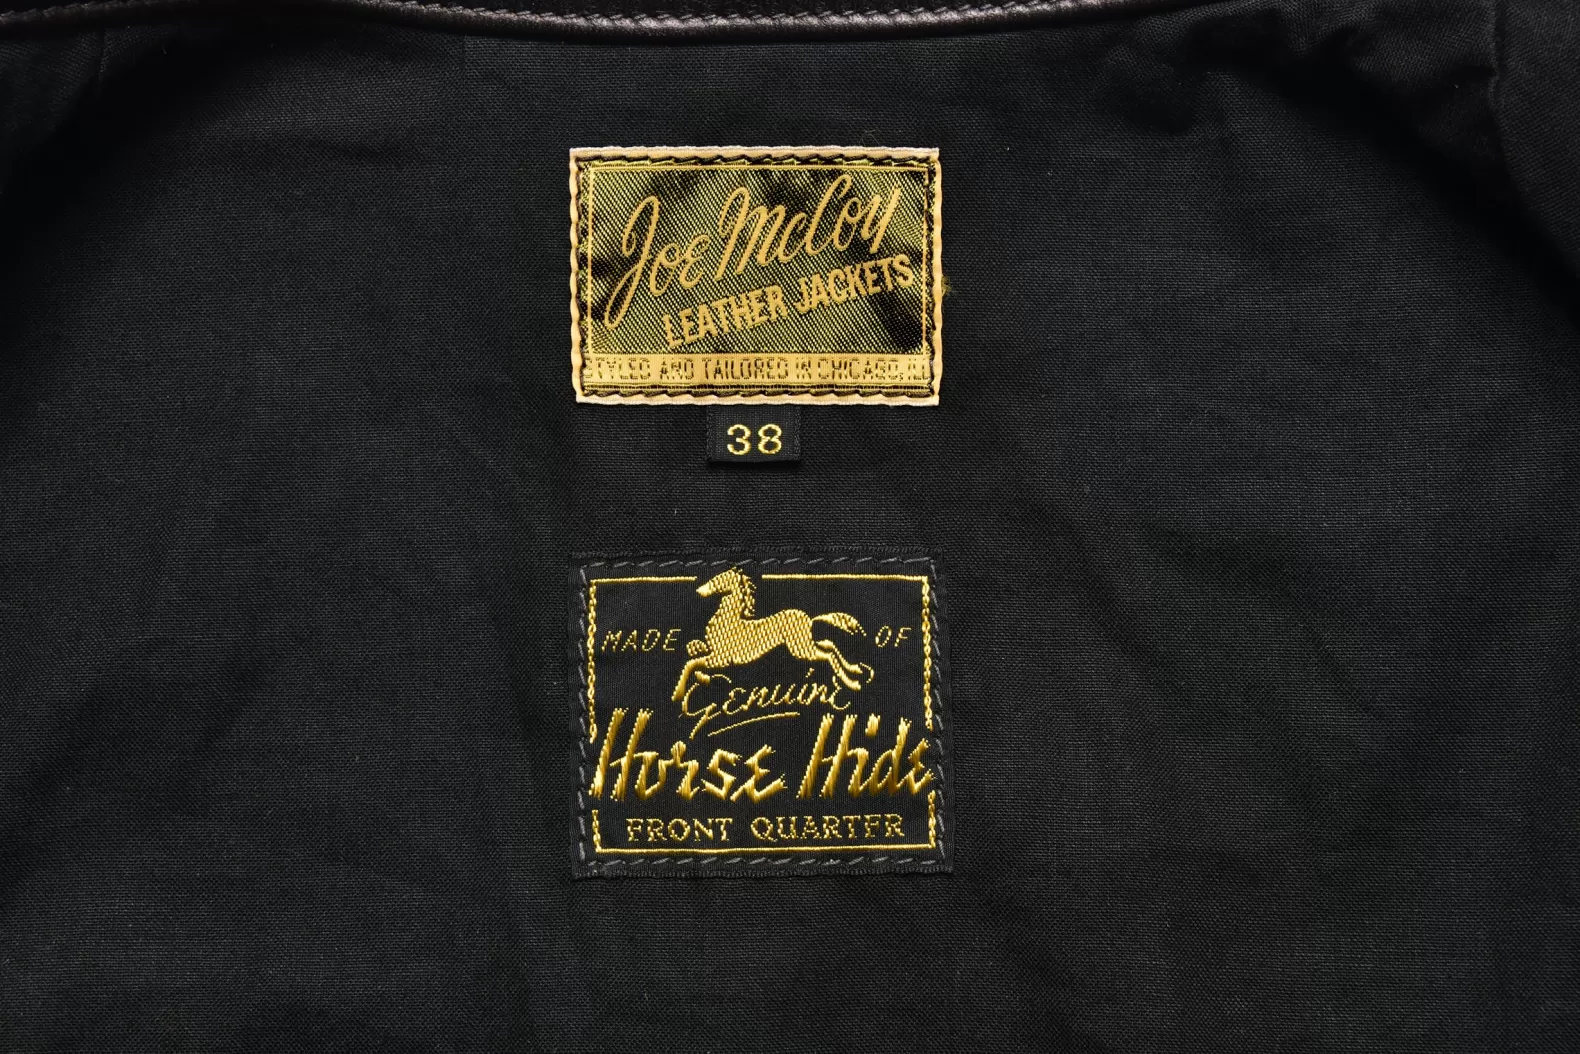 Joe McCoy
LEATHER JACKETS
STYLED AND TAILORED IN CHICAGO, ILL
38
MADE OF
Genuine
Horse Hide
FRONT QUARTER